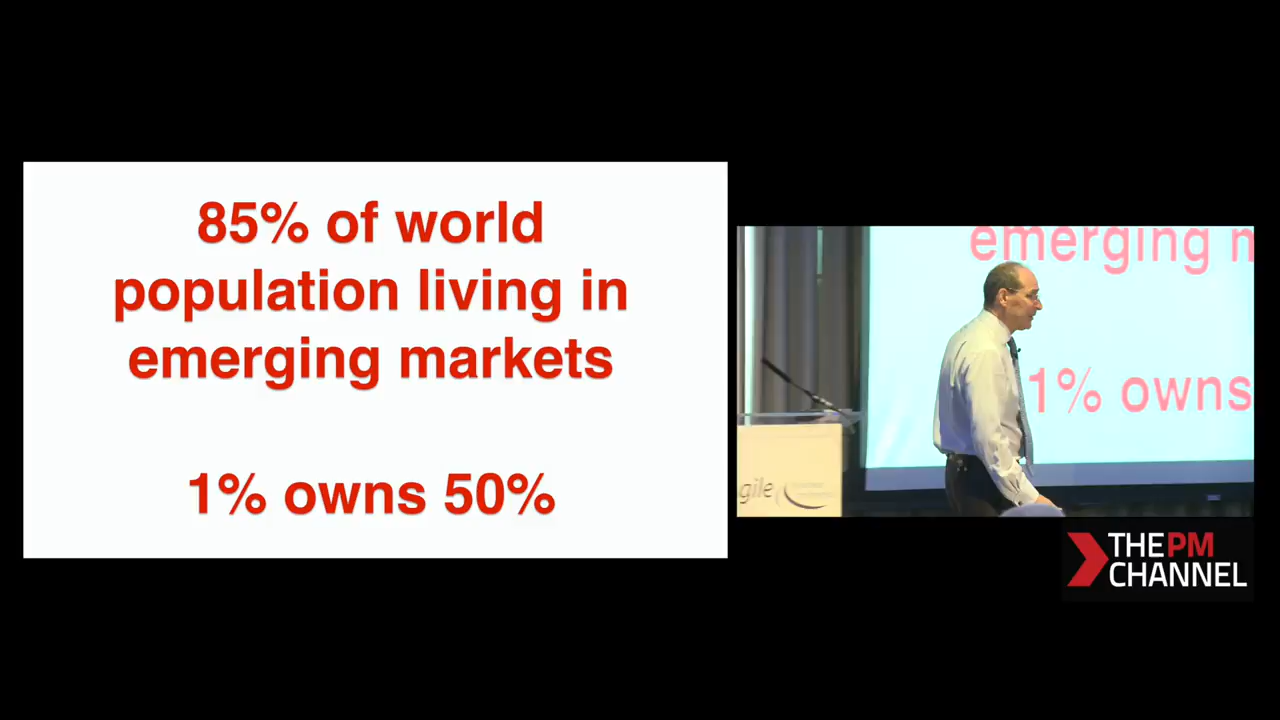 85% of world
population living in
emerging markets
1% owns 50%
emerging
1% owns
THE PM
CHANNEL